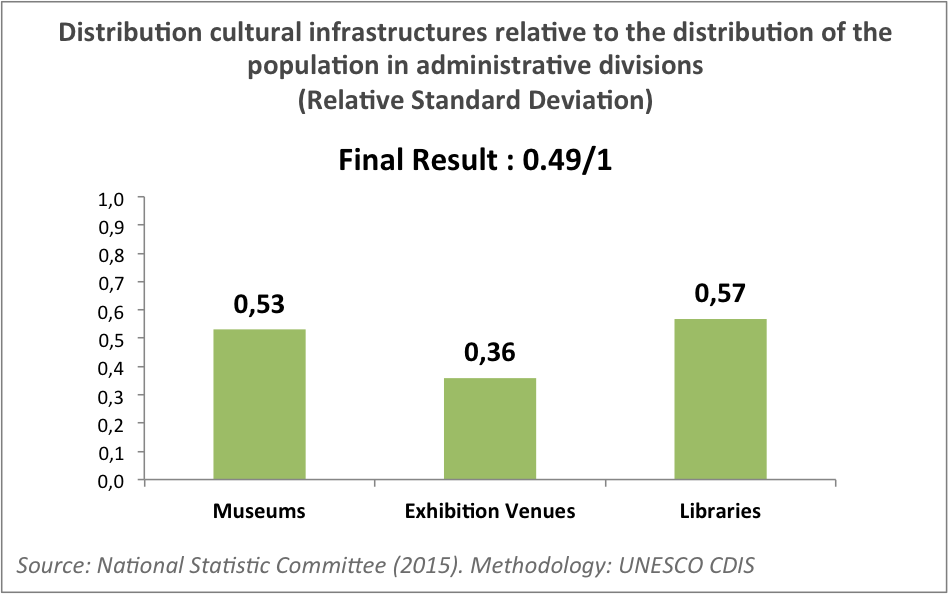 Distribution cultural infrastructures relative to the distribution of the
population in administrative divisions
(Relative Standard Deviation)
Final Result : 0.49/1
1,0
0,9
0,8
0,7
0,6
0,5
0,4
0,3
0,2
0,1
0,0
0,53
0,36
0,57
Museums
Exhibition Venues
Libraries
Source: National Statistic Committee (2015). Methodology: UNESCO CDIS